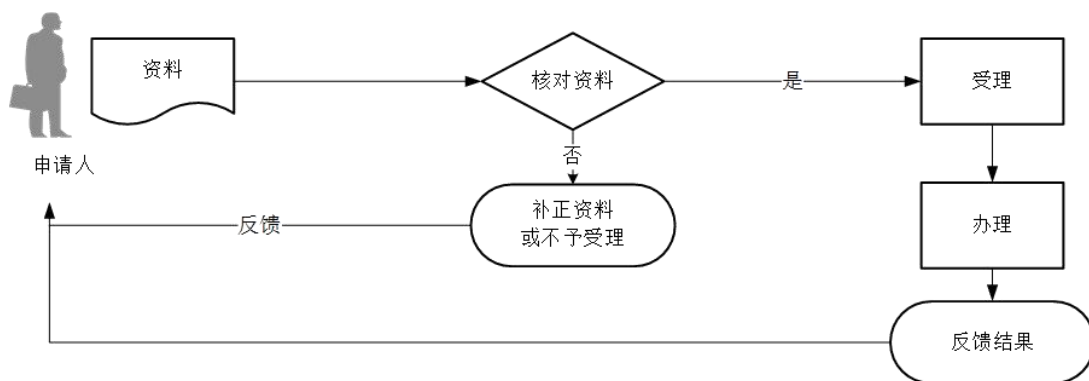 资料
核对资料
是
受理
申请人
否
补正资料
或不予受理
反馈
办理
反馈结果